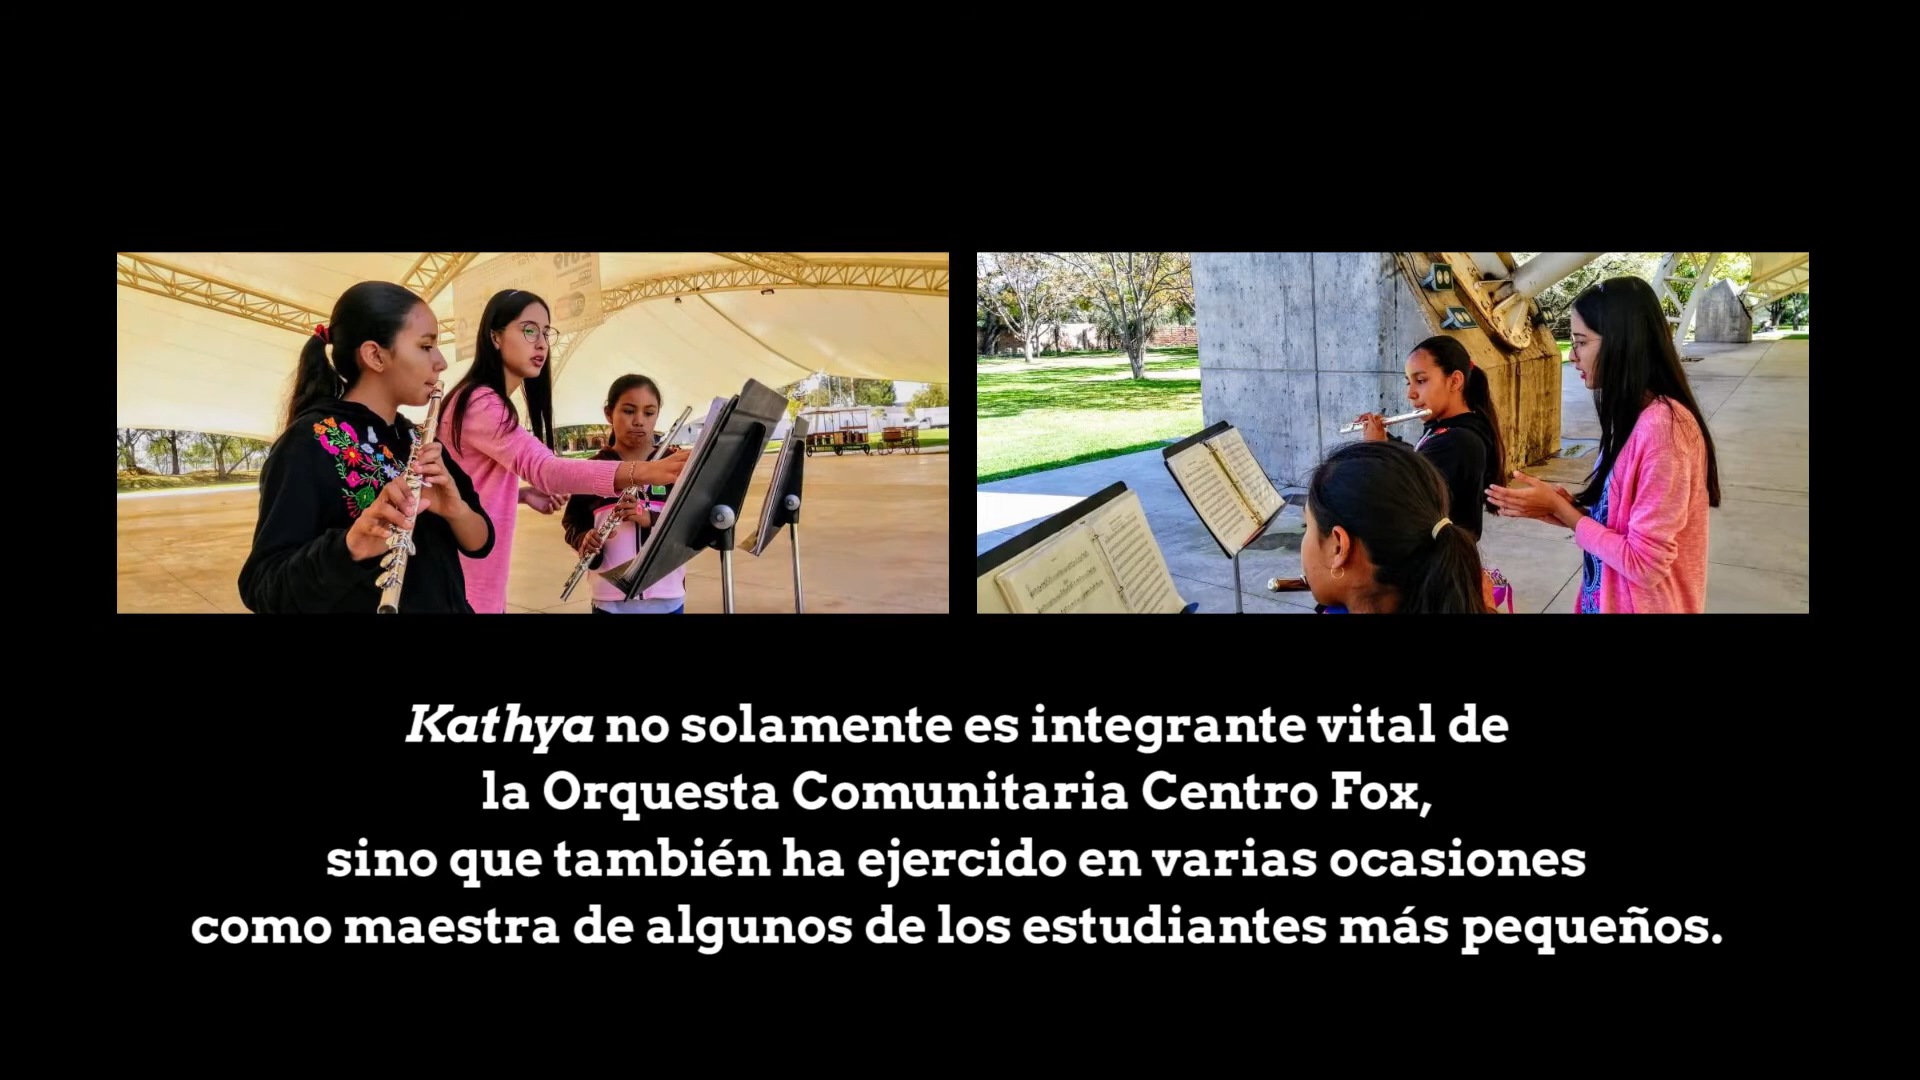 Kathya no solamente es integrante vital de
la Orquesta Comunitaria Centro Fox,
sino que también ha ejercido en varias ocasiones
como maestra de algunos de los estudiantes más pequeños.